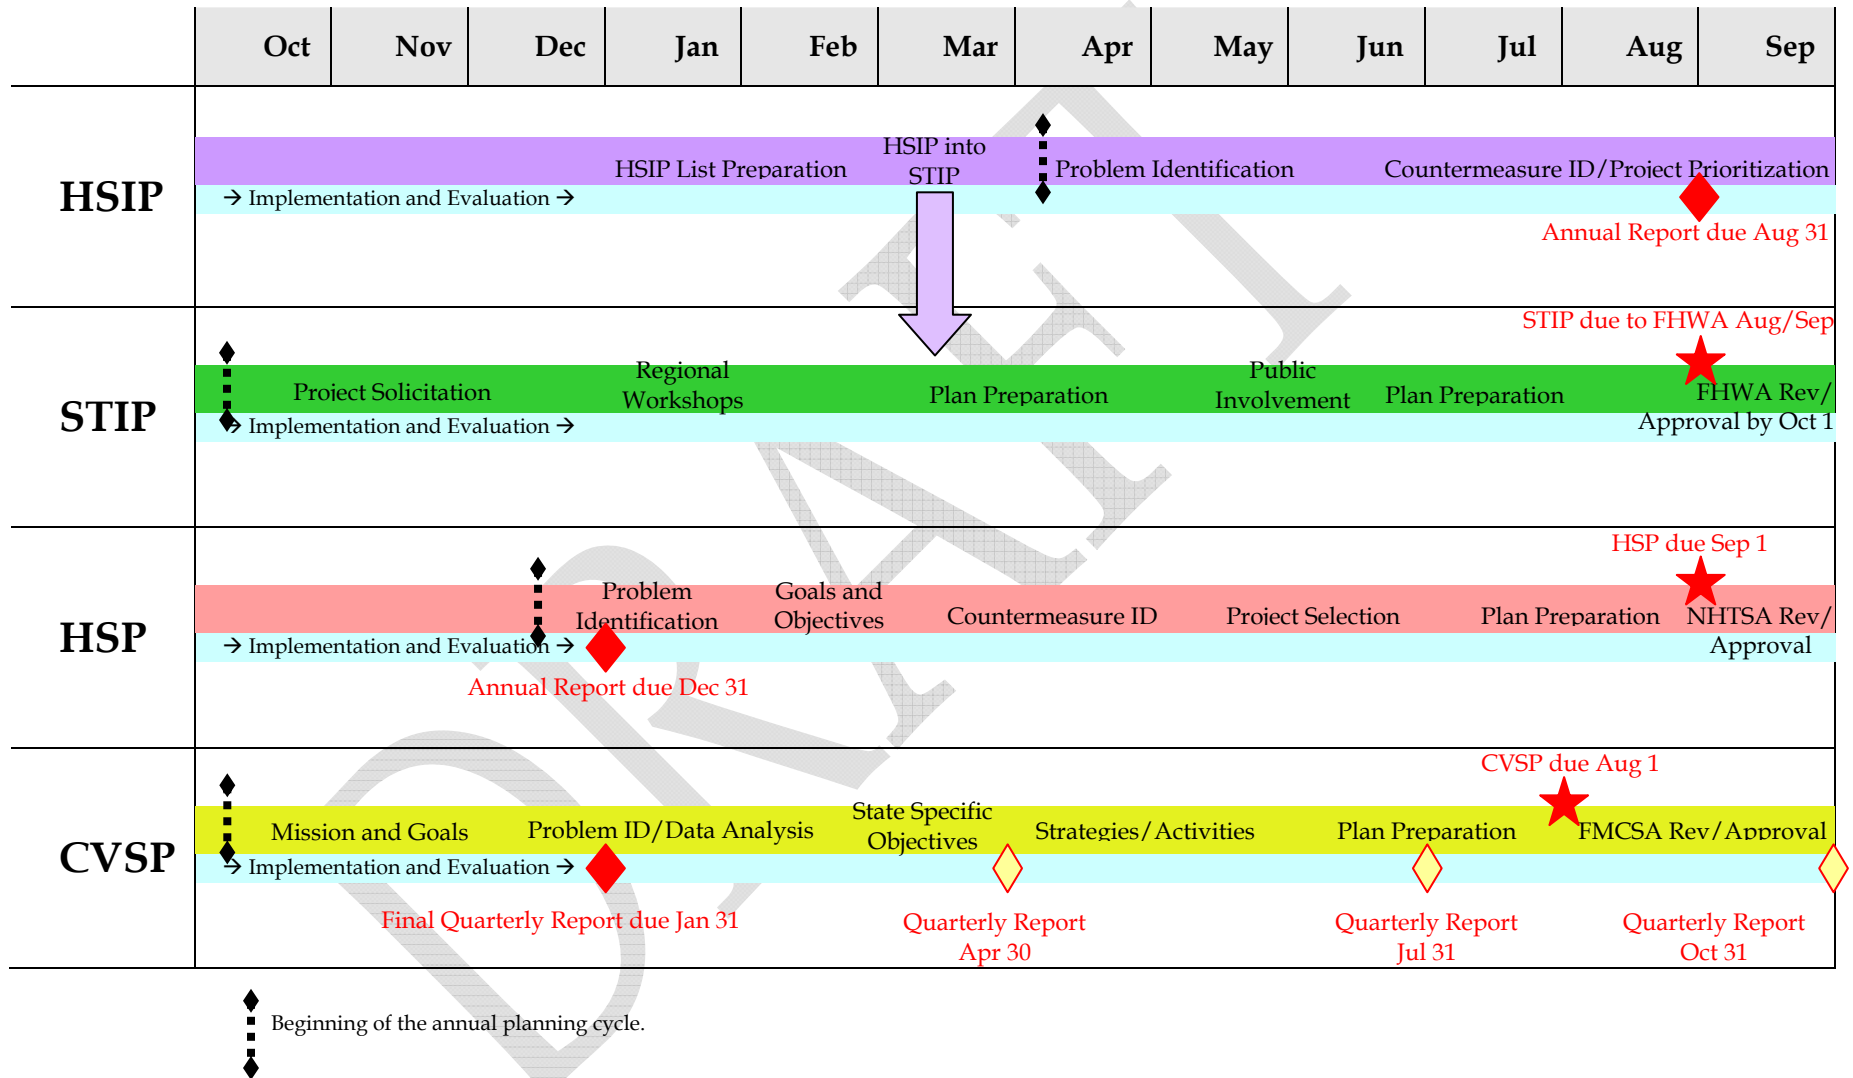 Oct Nov Dec Jan Feb Mar Apr May Jun Jul Aug Sep
HSIP
HSIP List Preparation
HSIP into
STIP
Problem Identification
Countermeasure ID/Project Prioritization
→ Implementation and Evaluation →
Annual Report due Aug 31
STIP
STIP due to FHWA Aug/Sep
Project Solicitation
Regional
Workshops
Plan Preparation
Public
Involvement
Plan Preparation
FHWA Rev/
Approval by Oct 1
→ Implementation and Evaluation →
HSP
HSP due Sep 1
Problem
Identification
Goals and
Objectives
Countermeasure ID
Project Selection
Plan Preparation
NHTSA Rev/
Approval
→ Implementation and Evaluation →
Annual Report due Dec 31
CVSP
CVSP due Aug 1
Mission and Goals
Problem ID/Data Analysis
State Specific
Objectives
Strategies/Activities
Plan Preparation
FMCSA Rev/Approval
→ Implementation and Evaluation →
Final Quarterly Report due Jan 31
Quarterly Report
Apr 30
Quarterly Report
Jul 31
Quarterly Report
Oct 31
Beginning of the annual planning cycle.
DRAFT